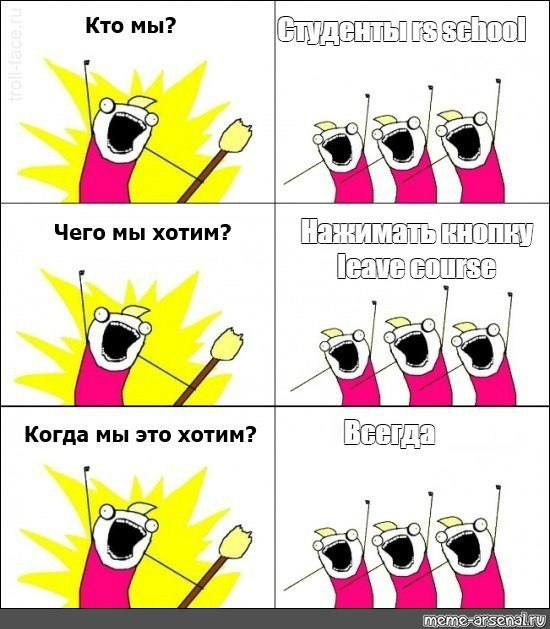 Кто мы?
Студенты rs school
Чего мы хотим?
Нажимать кнопку
leave course
Когда мы это хотим?
Всегда
troll-face.ru
meme-arsenal.ru